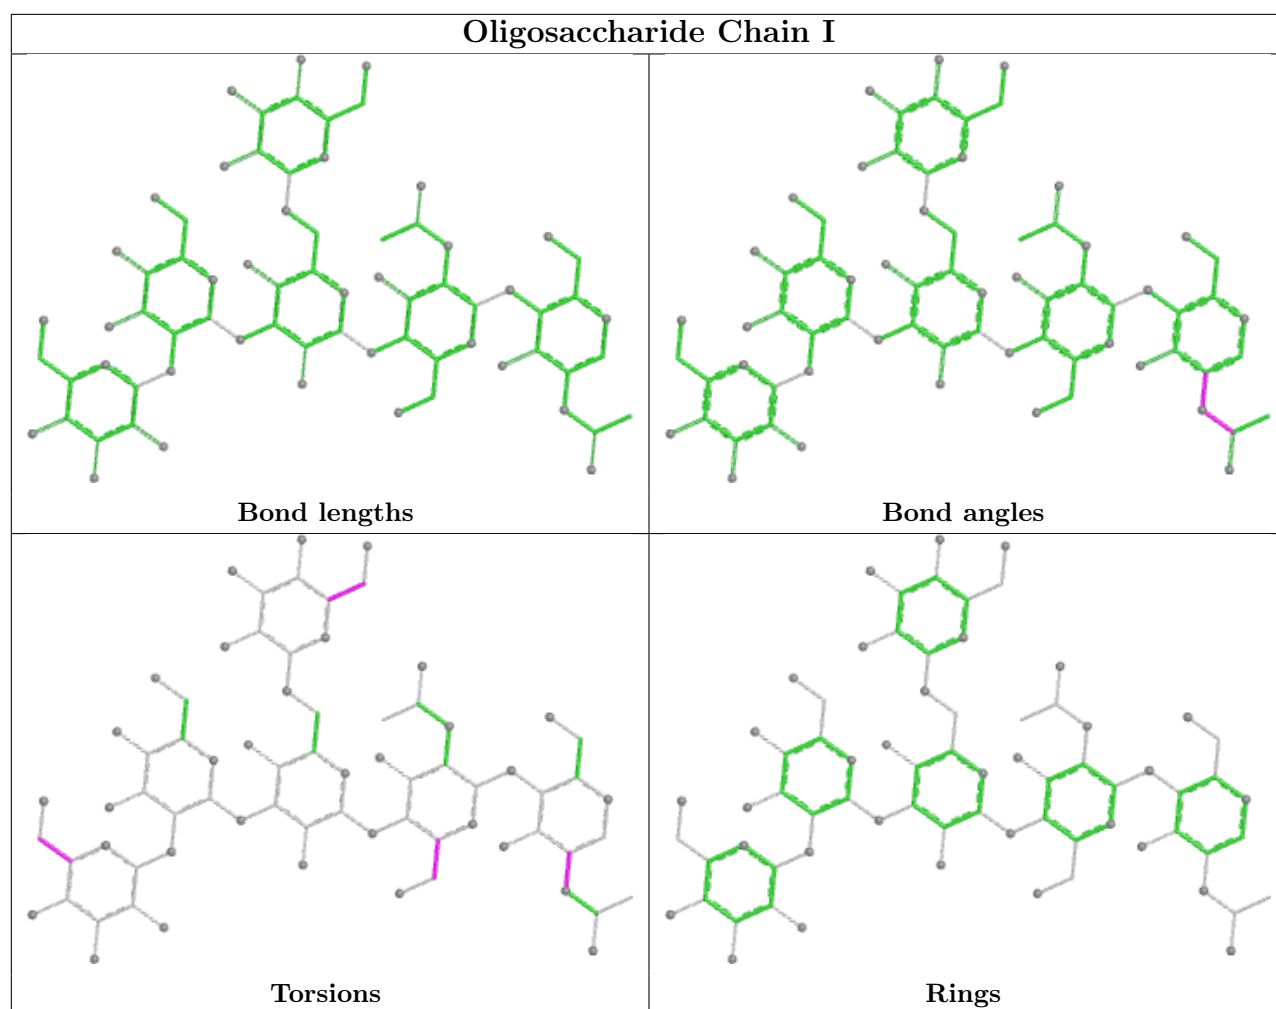 Oligosaccharide Chain I
Bond lengths
Bond angles
Torsions
Rings